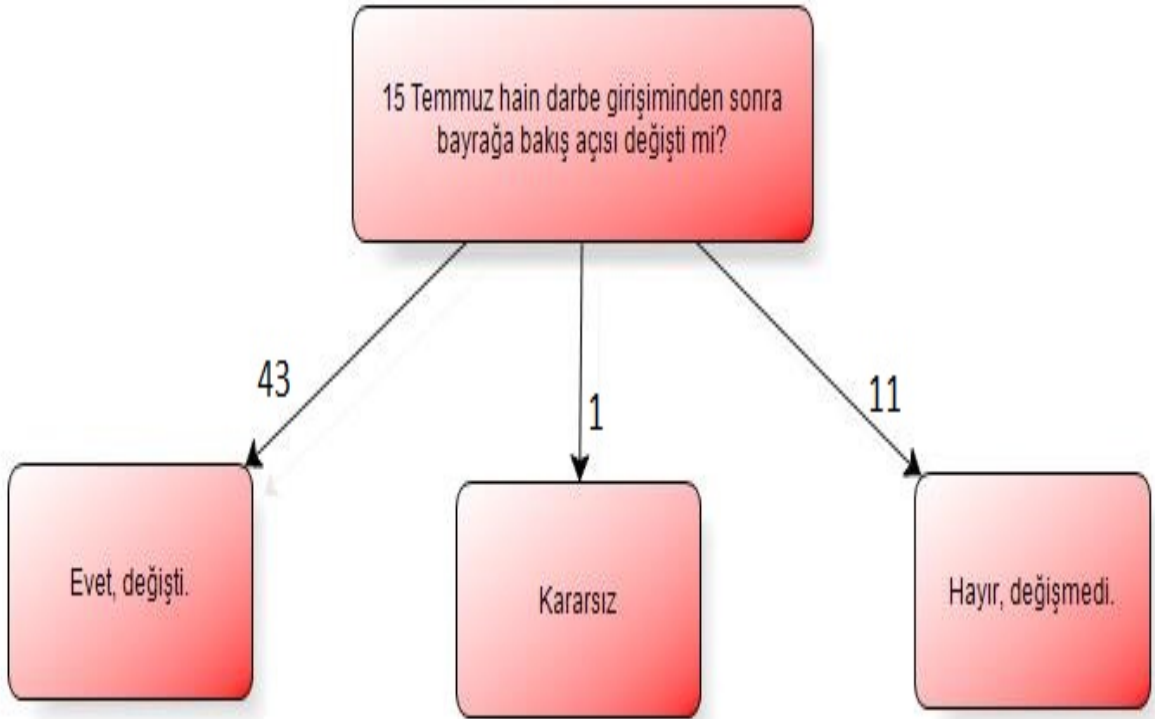 15 Temmuz hain darbe girişiminden sonra
bayrağa bakış açısı değişti mi?
43
1
11
Evet, değişti.
Kararsız
Hayır, değişmedi.